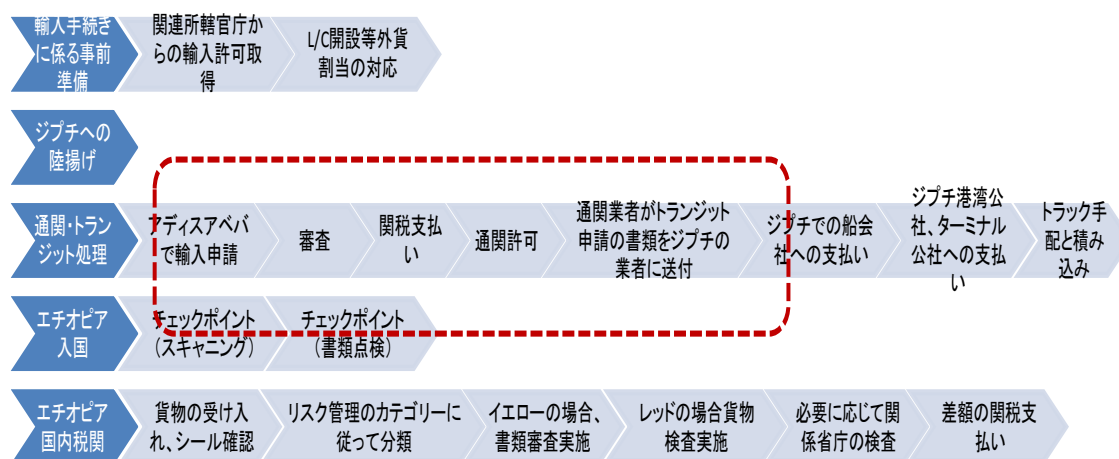 輸入手続き
に係る事前
準備
関連所轄官庁か
らの輸入許可取
得
L/C開設等外貨
割当の対応
ジプチへの
陸揚げ
通関・トラン
ジット処理
アディスアベバ
で輸入申請
審査
関税支払
い
通関許可
通関業者がトランジット
申請の書類をジプチの
業者に送付
ジプチでの船会
社への支払い
ジプチ港湾公
社、ターミナル
公社への支払
い
トラック手
配と積み
込み
エチオピア
入国
チェックポイント
（スキャニング）
チェックポイント
（書類点検）
エチオピア
国内税関
貨物の受け入
れ、シール確認
リスク管理のカテゴリーに
従って分類
イエローの場合、
書類審査実施
レッドの場合貨物
検査実施
必要に応じて関
係省庁の検査
差額の関税支
払い